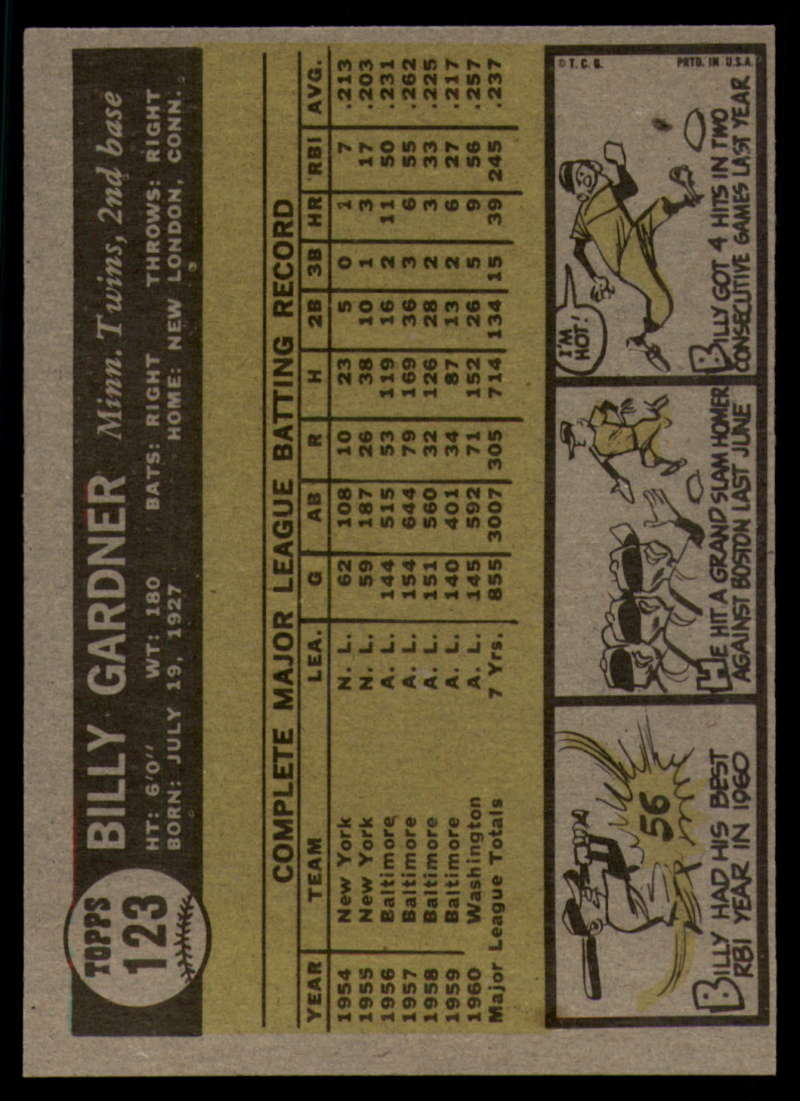 TOPPS
123
BILLY GARDNER Minn. Twins, 2nd base
HT: 6'0" WT: 180 BATS: RIGHT THROWS: RIGHT
BORN: JULY 19, 1927 HOME: NEW LONDON, CONN.
COMPLETE MAJOR LEAGUE BATTING RECORD
YEAR TEAM LEA. G AB R H 2B 3B HR RBI AVG.
1954 New York N. L. 62 108 10 23 5 0 1 7 .213
1955 New York N. L. 59 187 26 38 10 1 3 17 .203
1956 Baltimore A. L. 144 515 53 119 16 2 11 50 .231
1957 Baltimore A. L. 154 644 79 169 36 3 6 55 .262
1958 Baltimore A. L. 151 560 32 126 28 2 3 33 .225
1959 Baltimore A. L. 140 401 34 87 13 2 6 27 .217
1960 Washington A. L. 145 592 71 152 26 5 9 56 .257
Major League Totals 7 Yrs. 855 3007 305 714 134 15 39 245 .237
56
BILLY HAD HIS BEST
RBI YEAR IN 1960
HE HIT A GRAND SLAM HOMER
AGAINST BOSTON LAST JUNE
© T. C. G. PRTD. IN U.S.A.
I'M
HOT!
BILLY GOT 4 HITS IN TWO
CONSECUTIVE GAMES LAST YEAR